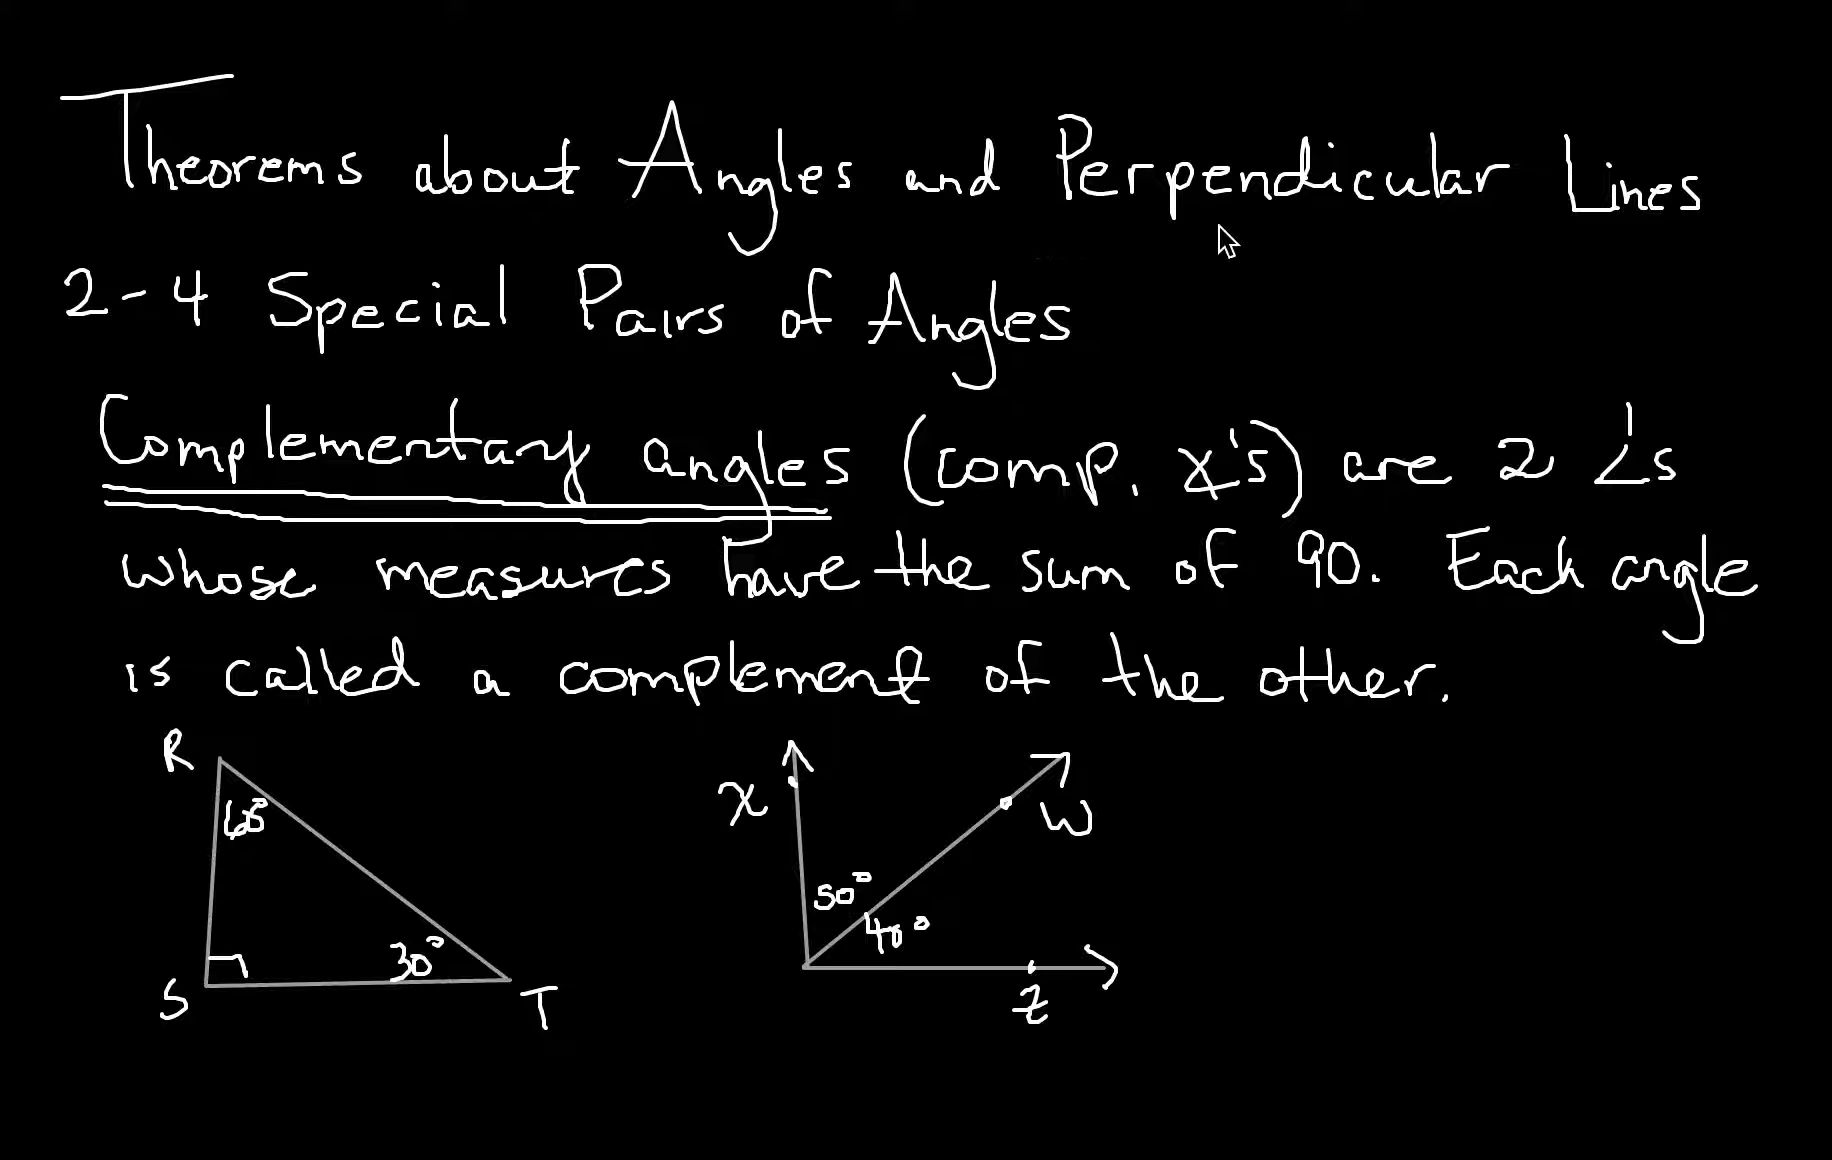 Theorems about Angles and Perpendicular Lines
2-4 Special Pairs of Angles
Complementary angles (comp. ∡'s) are 2 ∠'s
whose measures have the sum of 90. Each angle
is called a complement of the other.
R
60°
S
30°
T
X
W
50°
40°
Z